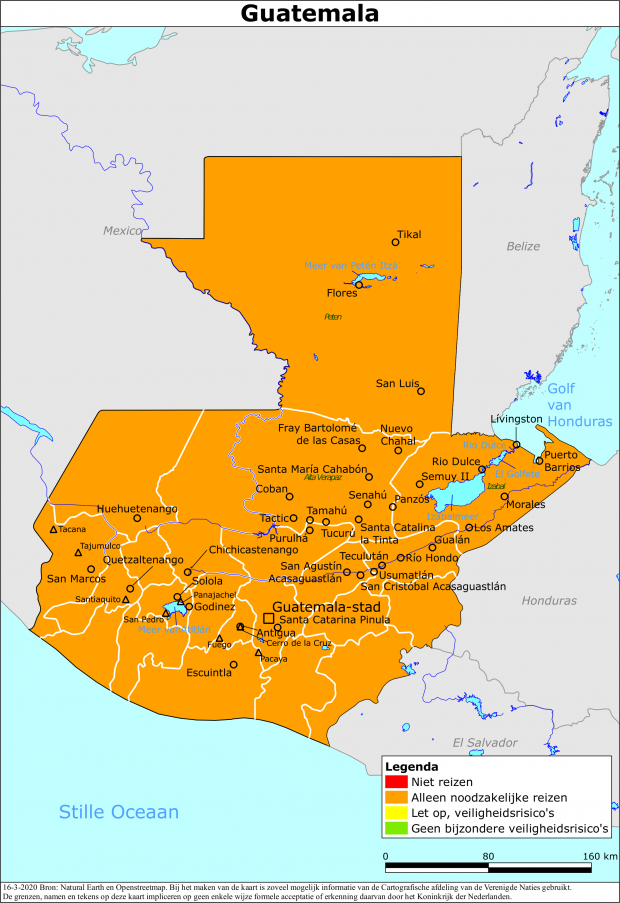 Guatemala
Mexico
Tikal
Belize
Meer van Petén Itzá
Flores
Peten
San Luis
Golf
van
Honduras
Lívingston
Fray Bartolomé
de las Casas
Nuevo
Chahal
Rio Dulce
Puerto
Barrios
Santa María Cahabón
Rio Dulce
El Golfete
Alta Verapaz
Semuy II
Izabal
Coban
Senahú
Panzós
Izabalmeer
Morales
Huehuetenango
Tactic
Tamahú
Tacana
Purulhá
Tucurú
Santa Catalina
la Tinta
Los Amates
Tajumulco
Chichicastenango
Gualán
Quetzaltenango
Tecultún
Río Hondo
San Marcos
Solola
San Agustín
Acasaguastlán
Usumatlán
Santiaquito
Panajachel
San Cristóbal Acasaguastlán
Godinez
Guatemala-stad
Honduras
San Pedro
Santa Catarina Pinula
Meer van Atitlán
Antigua
Fuego
Cerro de la Cruz
Pacaya
Escuintla
El Salvador
Stille Oceaan
Legenda
Niet reizen
Alleen noodzakelijke reizen
Let op, veiligheidsrisico's
Geen bijzondere veiligheidsrisico's
0 80 160 km
16-3-2020 Bron: Natural Earth en Openstreetmap. Bij het maken van de kaart is zoveel mogelijk informatie van de Cartografische afdeling van de Verenigde Naties gebruikt.
De grenzen, namen en tekens op deze kaart impliceren op geen enkele wijze formele acceptatie of erkenning daarvan door het Koninkrijk der Nederlanden.